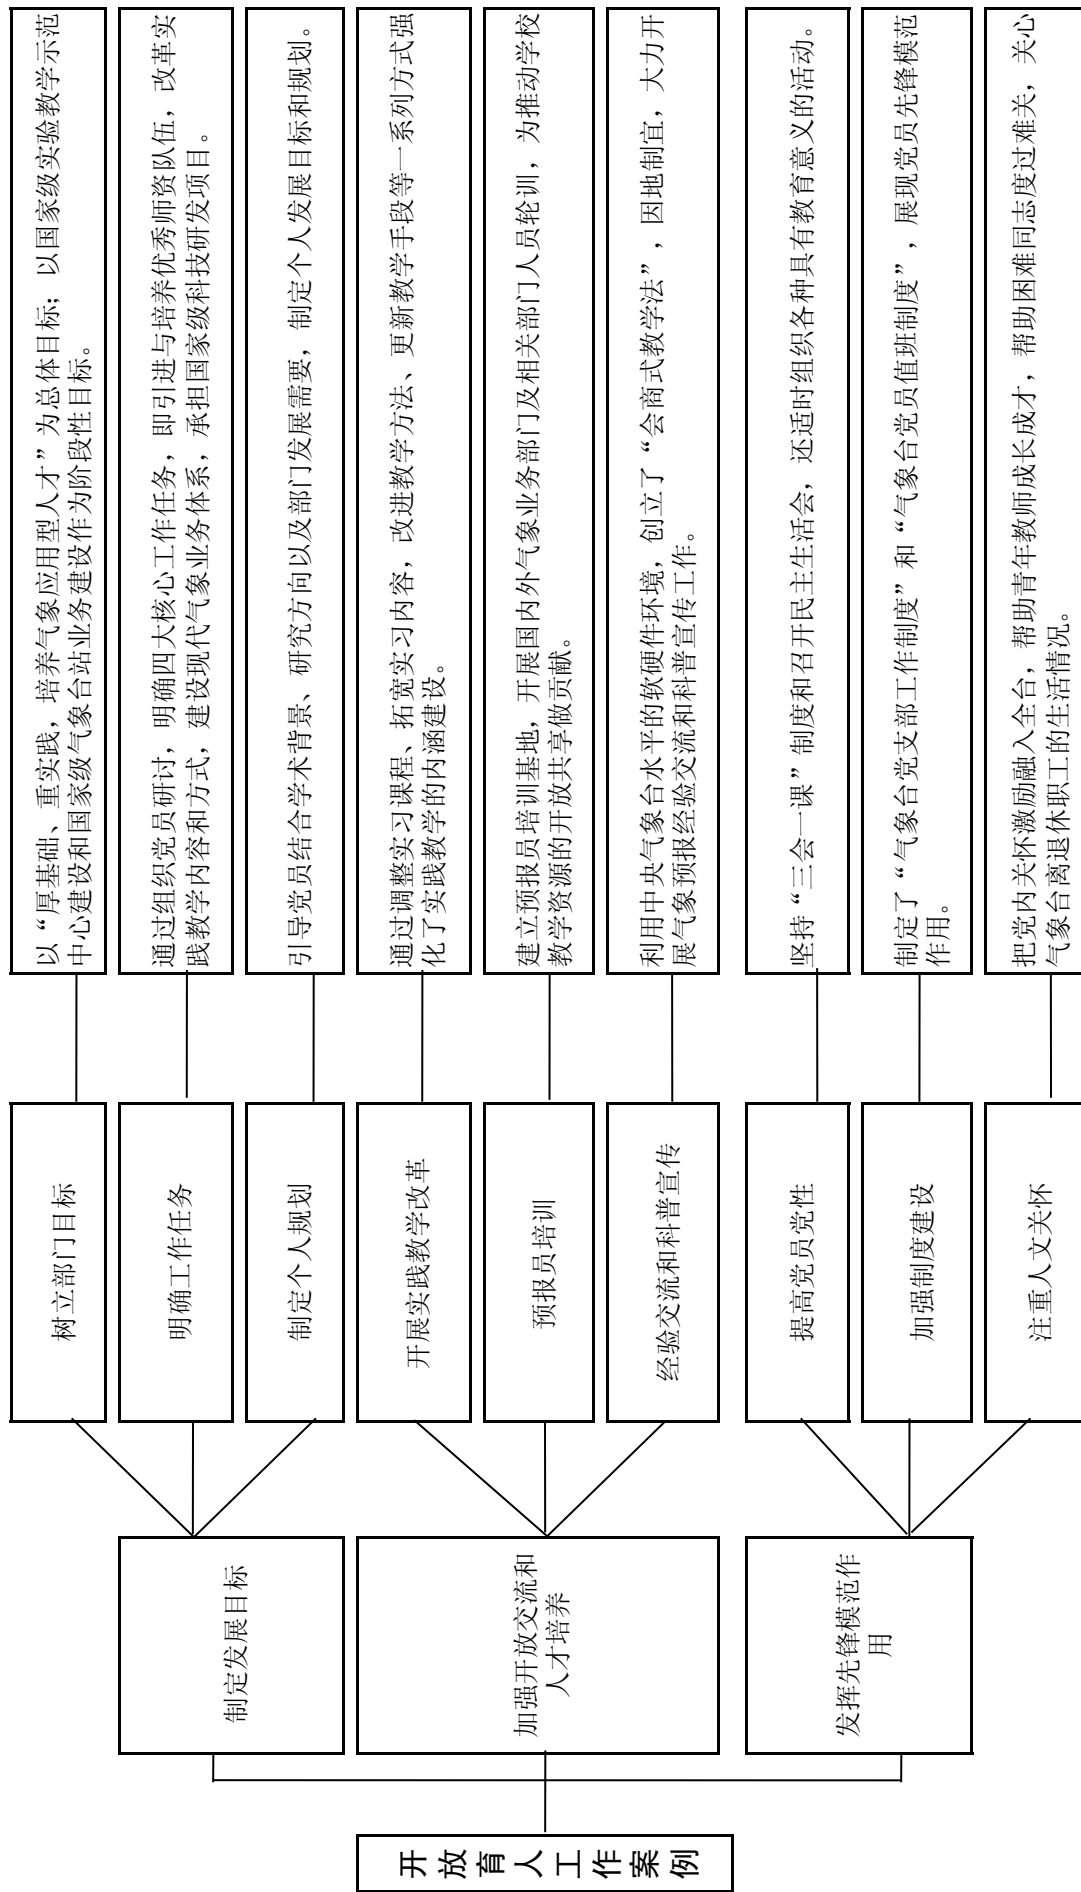 开放育人工作案例
制定发展目标
树立部门目标
以“厚基础、重实践，培养气象应用型人才”为总体目标；以国家级实验教学示范
中心建设和国家级气象台站业务建设作为阶段性目标。
明确工作任务
通过组织党员研讨，明确四大核心工作任务，即引进与培养优秀师资队伍，改革实
践教学内容和方式，建设现代气象业务体系，承担国家级科技研发项目。
制定个人规划
引导党员结合学术背景、研究方向以及部门发展需要，制定个人发展目标和规划。
加强开放交流和
人才培养
开展实践教学改革
通过调整实习课程、拓宽实习内容，改进教学方法、更新教学手段等一系列方式强
化了实践教学的内涵建设。
预报员培训
建立预报员培训基地，开展国内外气象业务部门及相关部门人员轮训，为推动学校
教学资源的开放共享做贡献。
经验交流和科普宣传
利用中央气象台水平的软硬件环境，创立了“会商式教学法”，因地制宜，大力开
展气象预报经验交流和科普宣传工作。
发挥先锋模范作
用
提高党员党性
坚持“三会一课”制度和召开民主生活会，还适时组织各种具有教育意义的活动。
加强制度建设
制定了“气象台党支部工作制度”和“气象台党员值班制度”，展现党员先锋模范
作用。
注重人文关怀
把党内关怀激励融入全台，帮助青年教师成长成才，帮助困难同志度过难关，关心
气象台离退休职工的生活情况。